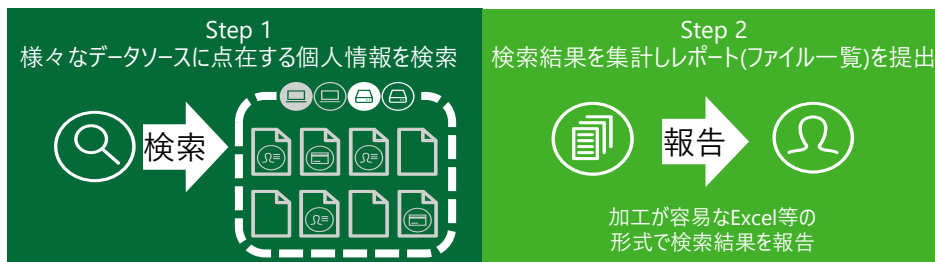 Step 1
様々なデータソースに点在する個人情報を検索
検索
Step 2
検索結果を集計しレポート(ファイル一覧)を提出
報告
加工が容易なExcel等の
形式で検索結果を報告